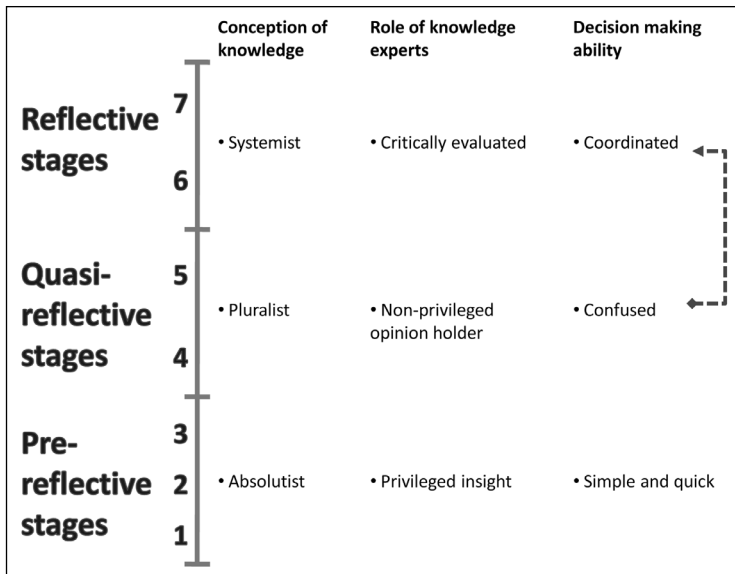 Conception of
knowledge
Role of knowledge
experts
Decision making
ability
Reflective
stages
7
6
• Systemist
• Critically evaluated
• Coordinated
Quasi-
reflective
stages
5
4
• Pluralist
• Non-privileged
opinion holder
• Confused
Pre-
reflective
stages
3
2
1
• Absolutist
• Privileged insight
• Simple and quick